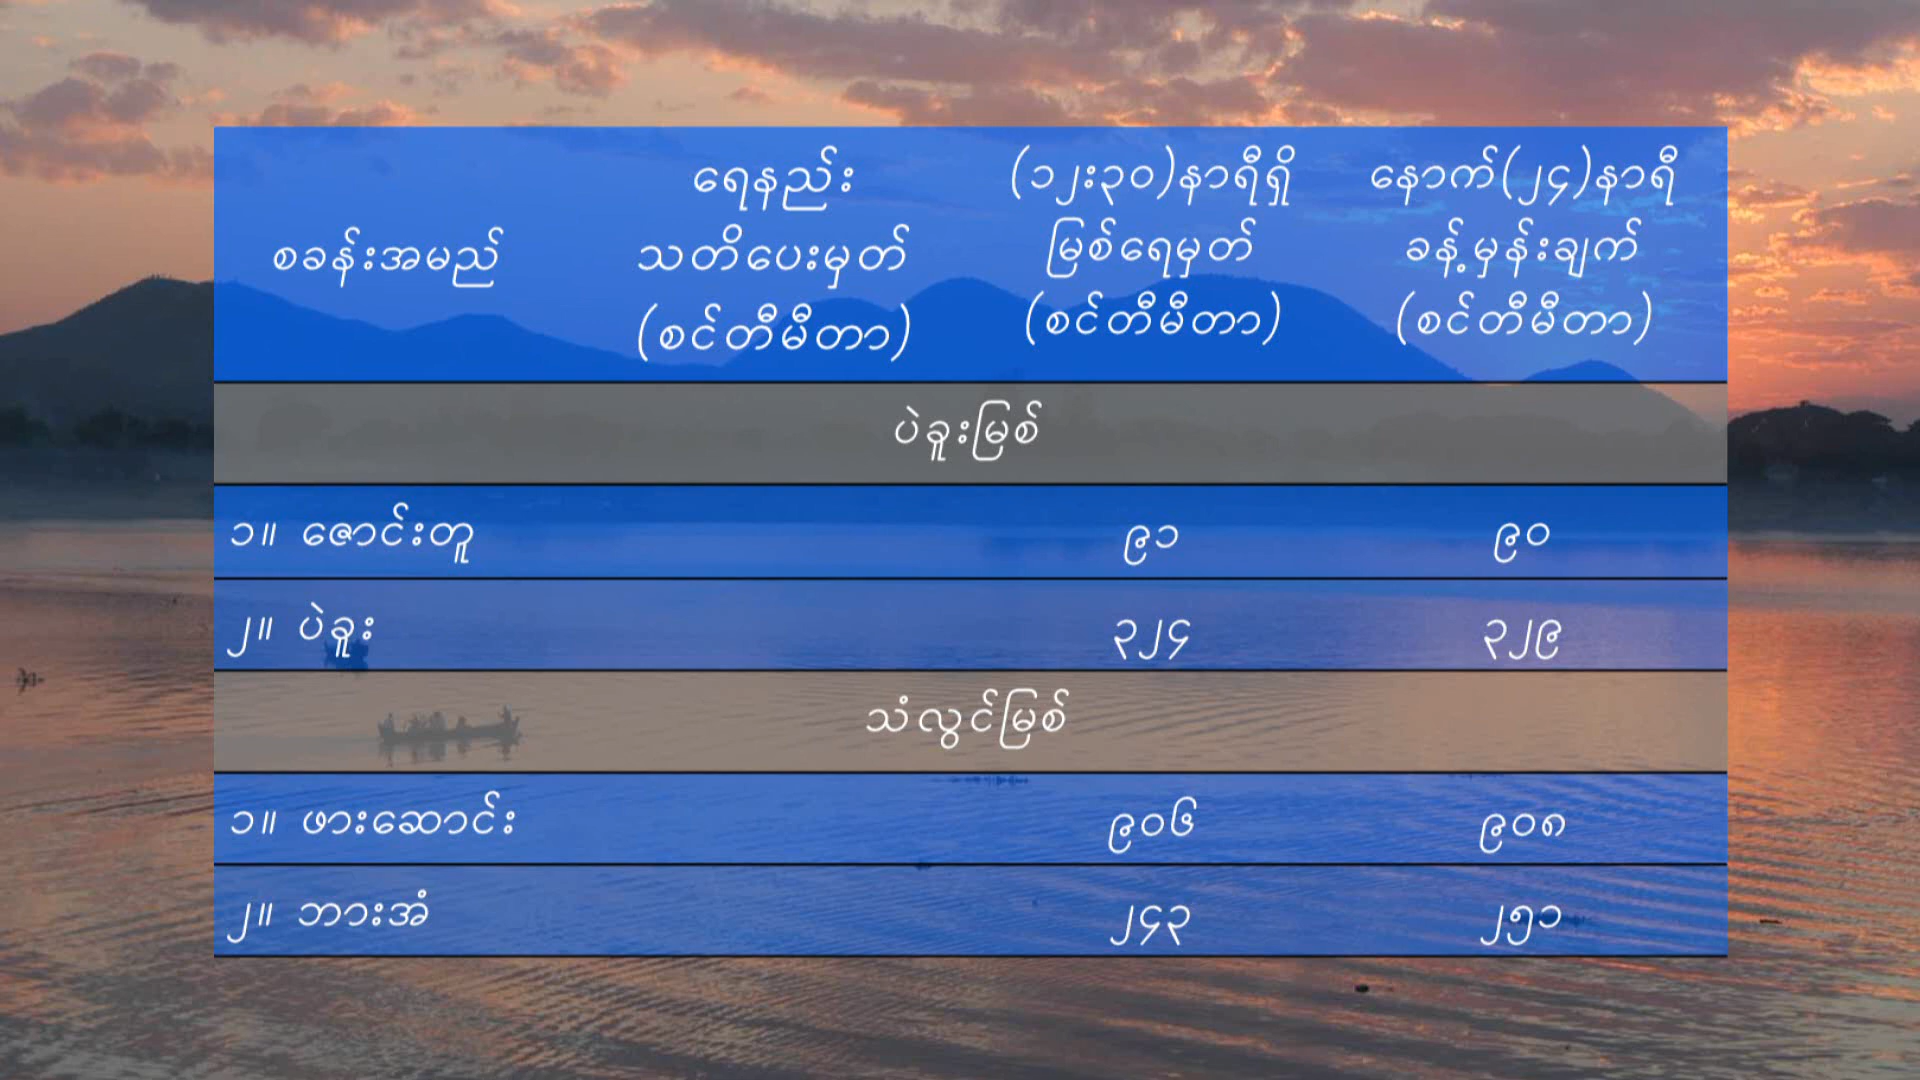 စခန်းအမည်
ရေနည်း
သတိပေးမှတ်
(စင်တီမီတာ)
(၁၂း၃၀)နာရီရှိ
မြစ်ရေမှတ်
(စင်တီမီတာ)
နောက်(၂၄)နာရီ
ခန့်မှန်းချက်
(စင်တီမီတာ)
ပဲခူးမြစ်
၁။ ဇောင်းတူ ၉၁ ၉၀
၂။ ပဲခူး ၃၂၄ ၃၂၉
သံလွင်မြစ်
၁။ ဖားဆောင်း ၉၀၆ ၉၀၈
၂။ ဘားအံ ၂၄၃ ၂၅၁